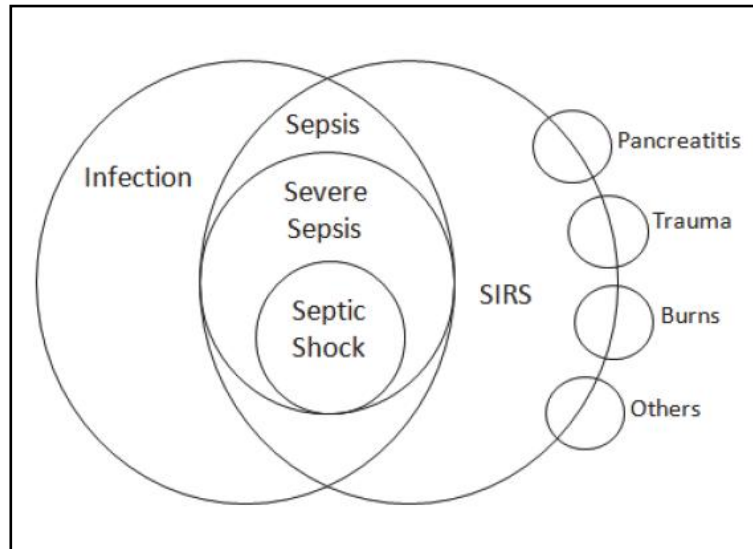 Sepsis
Infection
Severe
Sepsis
Septic
Shock
SIRS
Pancreatitis
Trauma
Burns
Others